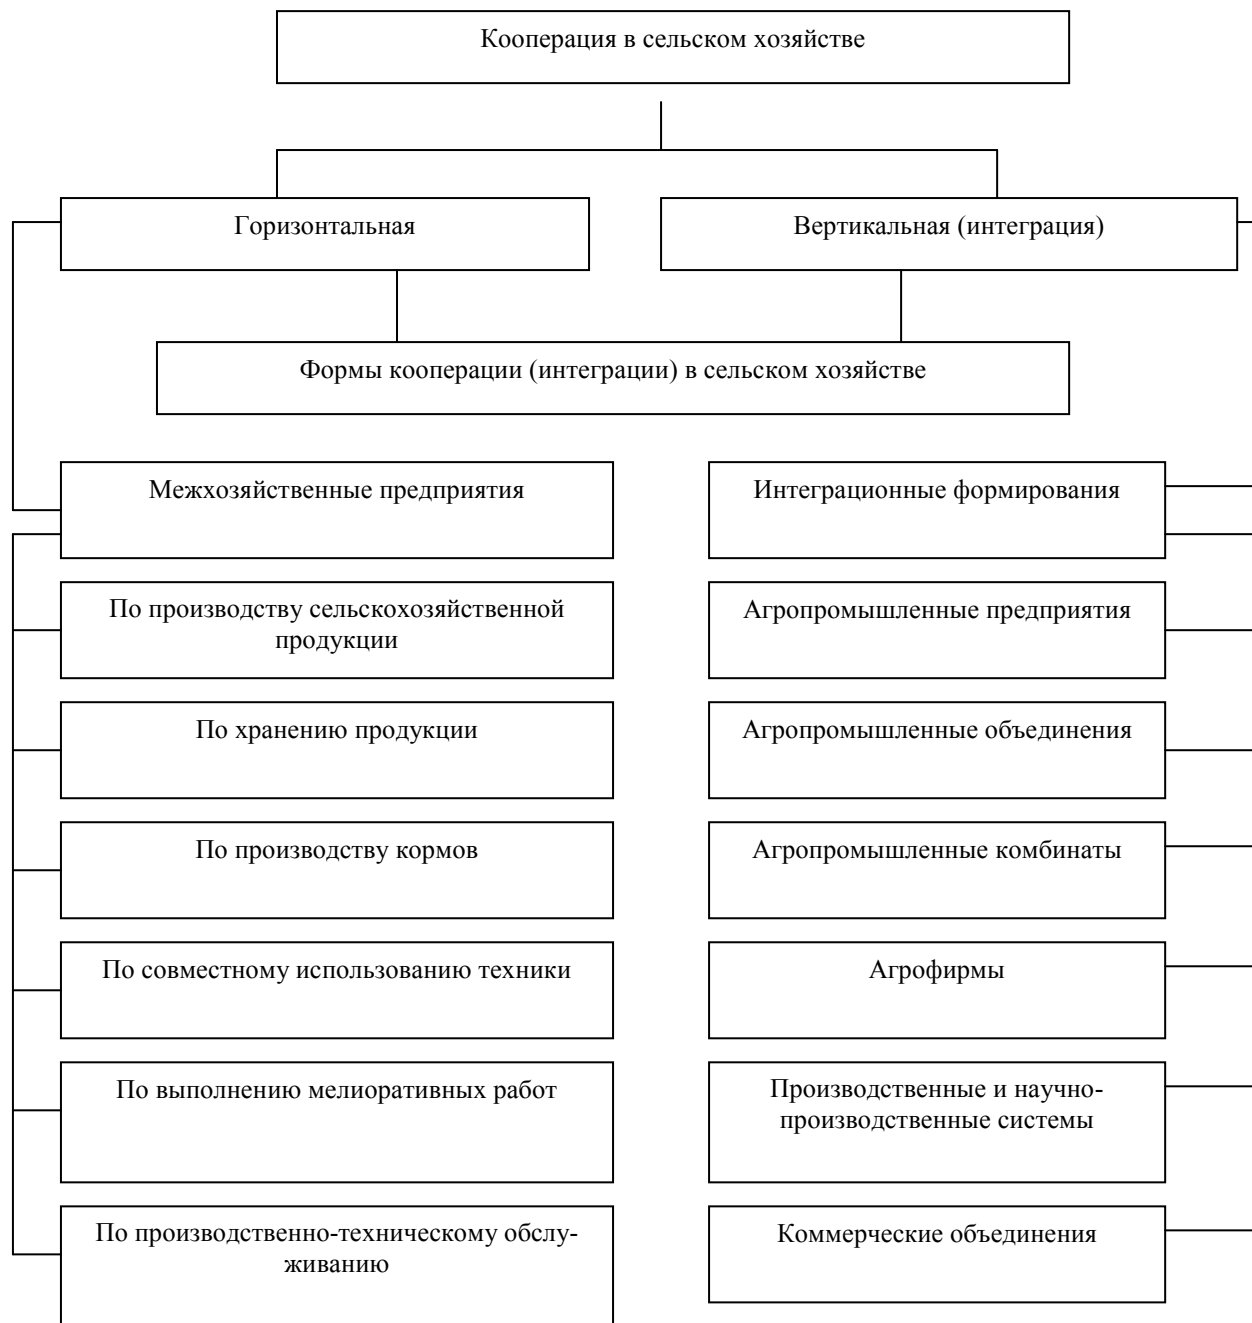 Кооперация в сельском хозяйстве
Горизонтальная
Вертикальная (интеграция)
Формы кооперации (интеграции) в сельском хозяйстве
Межхозяйственные предприятия
Интеграционные формирования
По производству сельскохозяйственной
продукции
Агропромышленные предприятия
По хранению продукции
Агропромышленные объединения
По производству кормов
Агропромышленные комбинаты
По совместному использованию техники
Агрофирмы
По выполнению мелиоративных работ
Производственные и научно-
производственные системы
По производственно-техническому обслу-
живанию
Коммерческие объединения